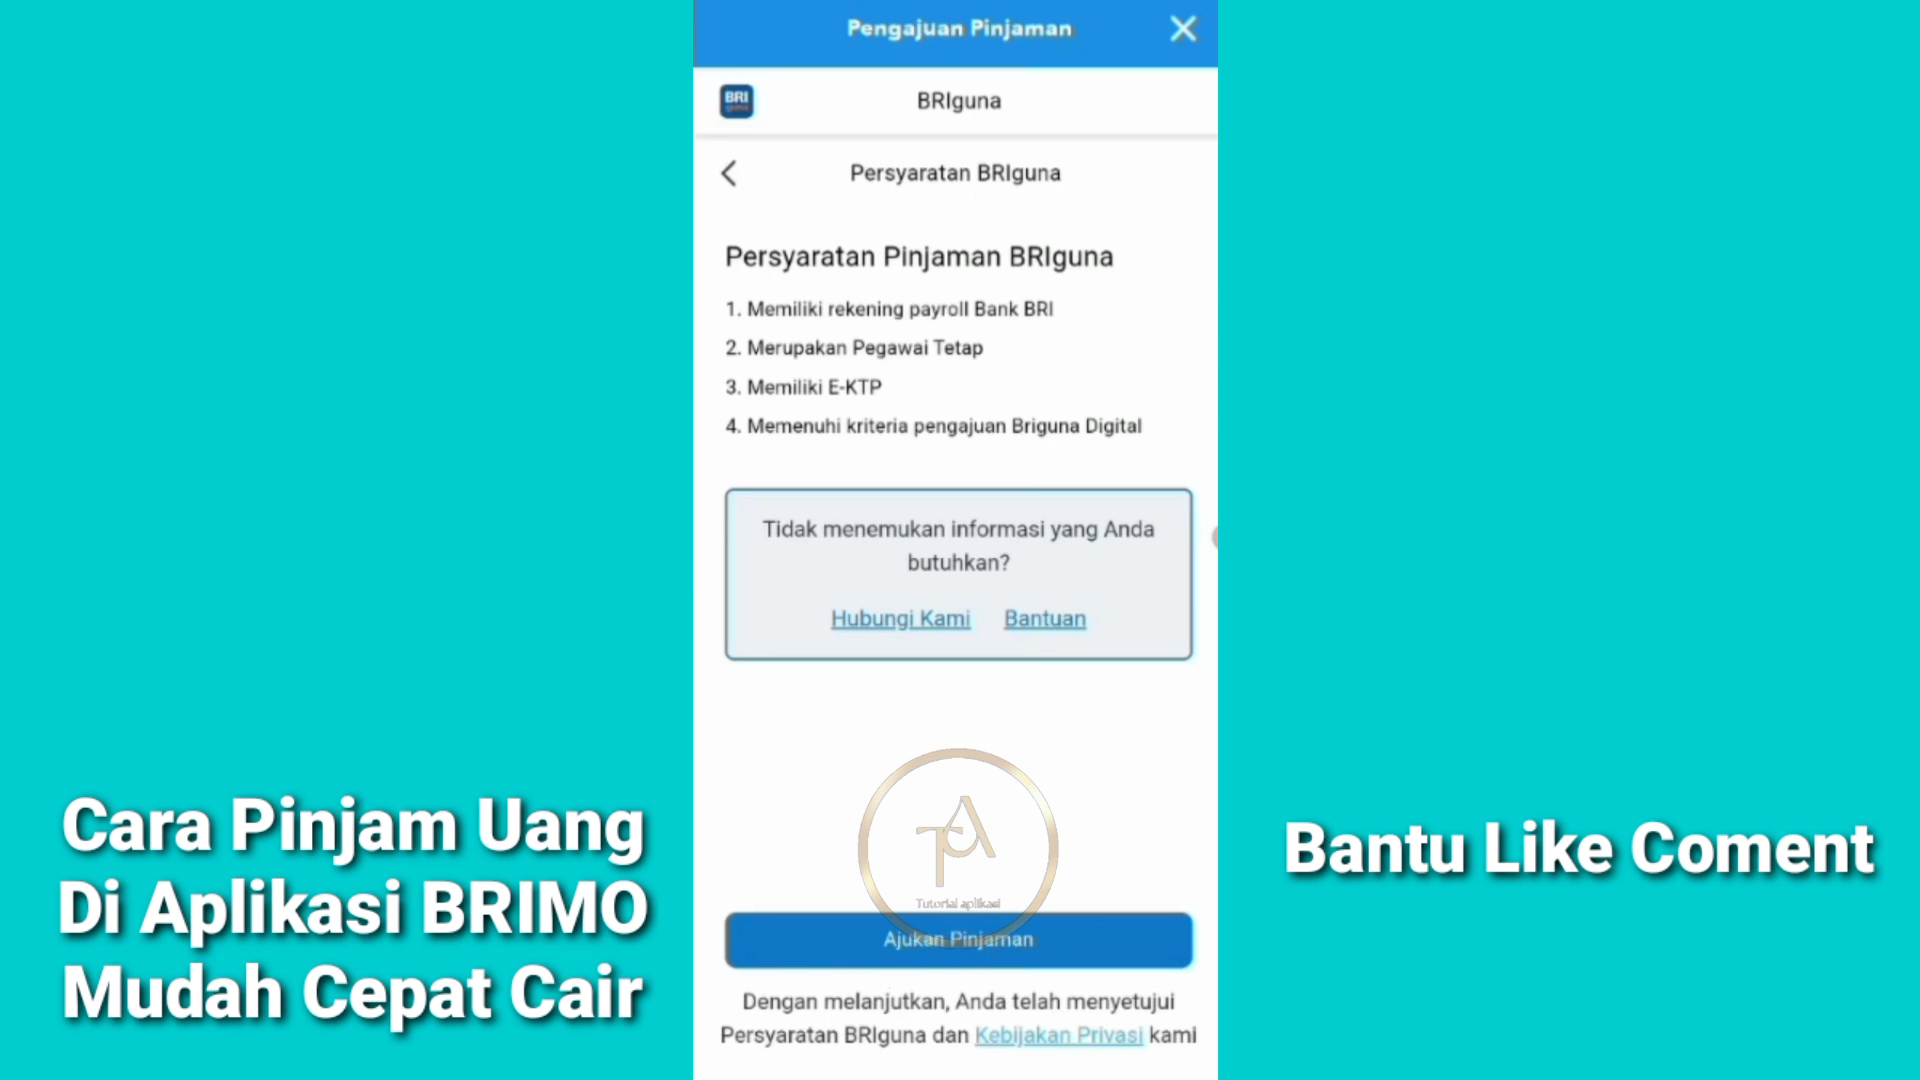 Pengajuan Pinjaman
BRI
guna
BRIguna
Persyaratan BRIguna
Persyaratan Pinjaman BRIguna
1. Memiliki rekening payroll Bank BRI
2. Merupakan Pegawai Tetap
3. Memiliki E-KTP
4. Memenuhi kriteria pengajuan Briguna Digital
Tidak menemukan informasi yang Anda
butuhkan?
Hubungi Kami Bantuan
TA
Tutorial aplikasi
Ajukan Pinjaman
Dengan melanjutkan, Anda telah menyetujui
Persyaratan BRIguna dan Kebijakan Privasi kami
Cara Pinjam Uang
Di Aplikasi BRIMO
Mudah Cepat Cair
Bantu Like Coment